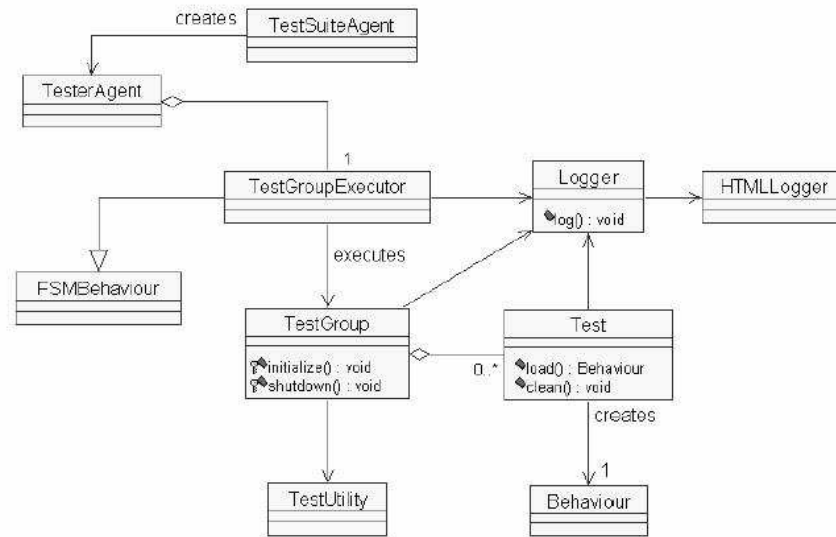 creates
TestSuiteAgent
TesterAgent
1
TestGroupExecutor
Logger
log() : void
HTMLLogger
executes
FSMBehaviour
TestGroup
initialize() : void
shutdown() : void
0..*
Test
load() : Behaviour
clean() : void
creates
1
TestUtility
Behaviour